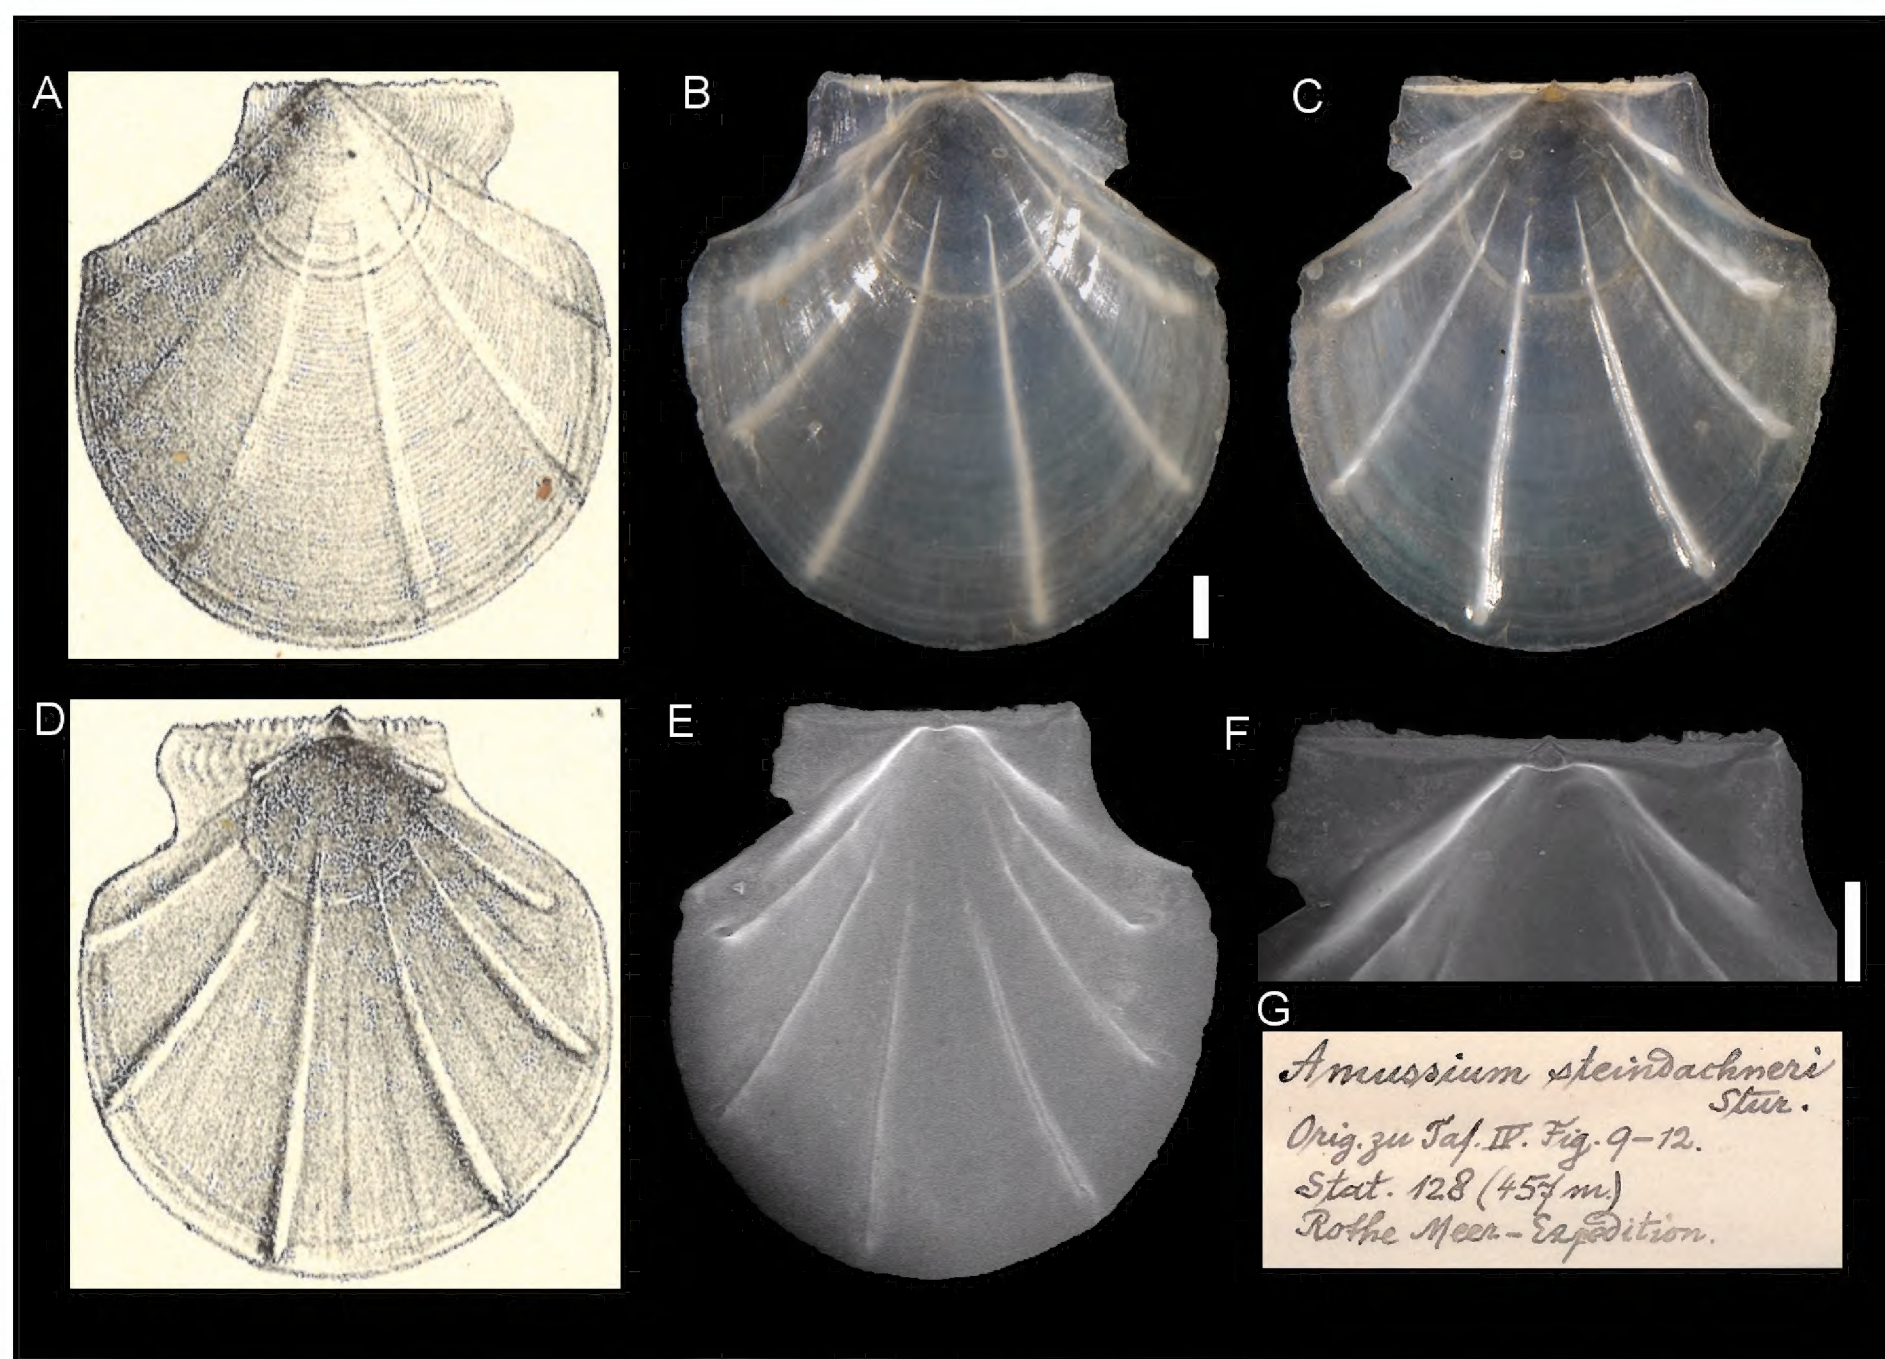 A
B
C
D
E
F
G
Amussium steindachneri
Stur.
Orig. zu Taf. IV. Fig. 9-12.
Stat. 128 (457 m.)
Rothe Meer-Expedition.